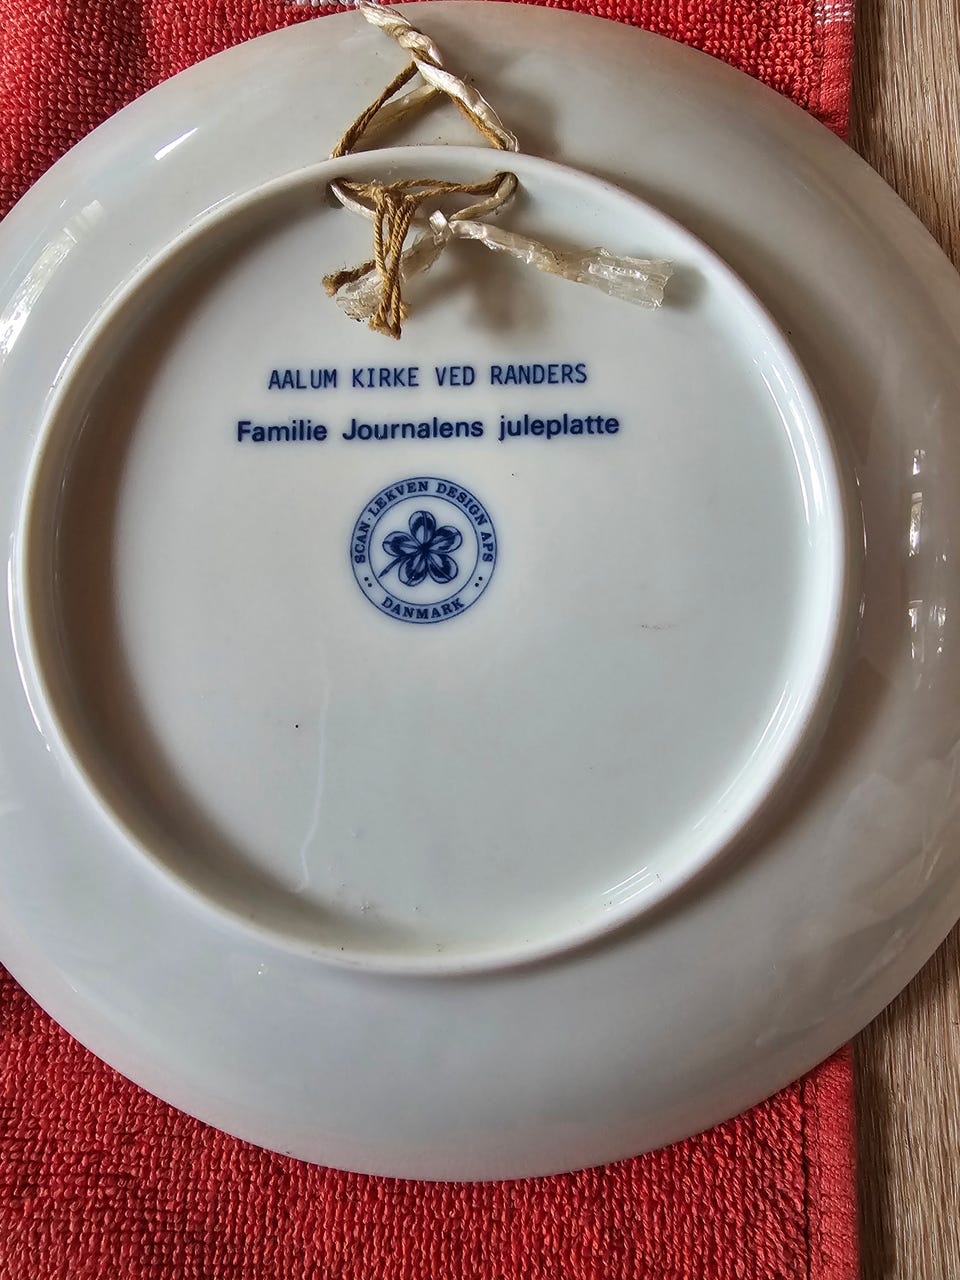 AALUM KIRKE VED RANDERS
Familie Journalens juleplatte
SCAN·LEKVEN DESIGN APS
DANMARK